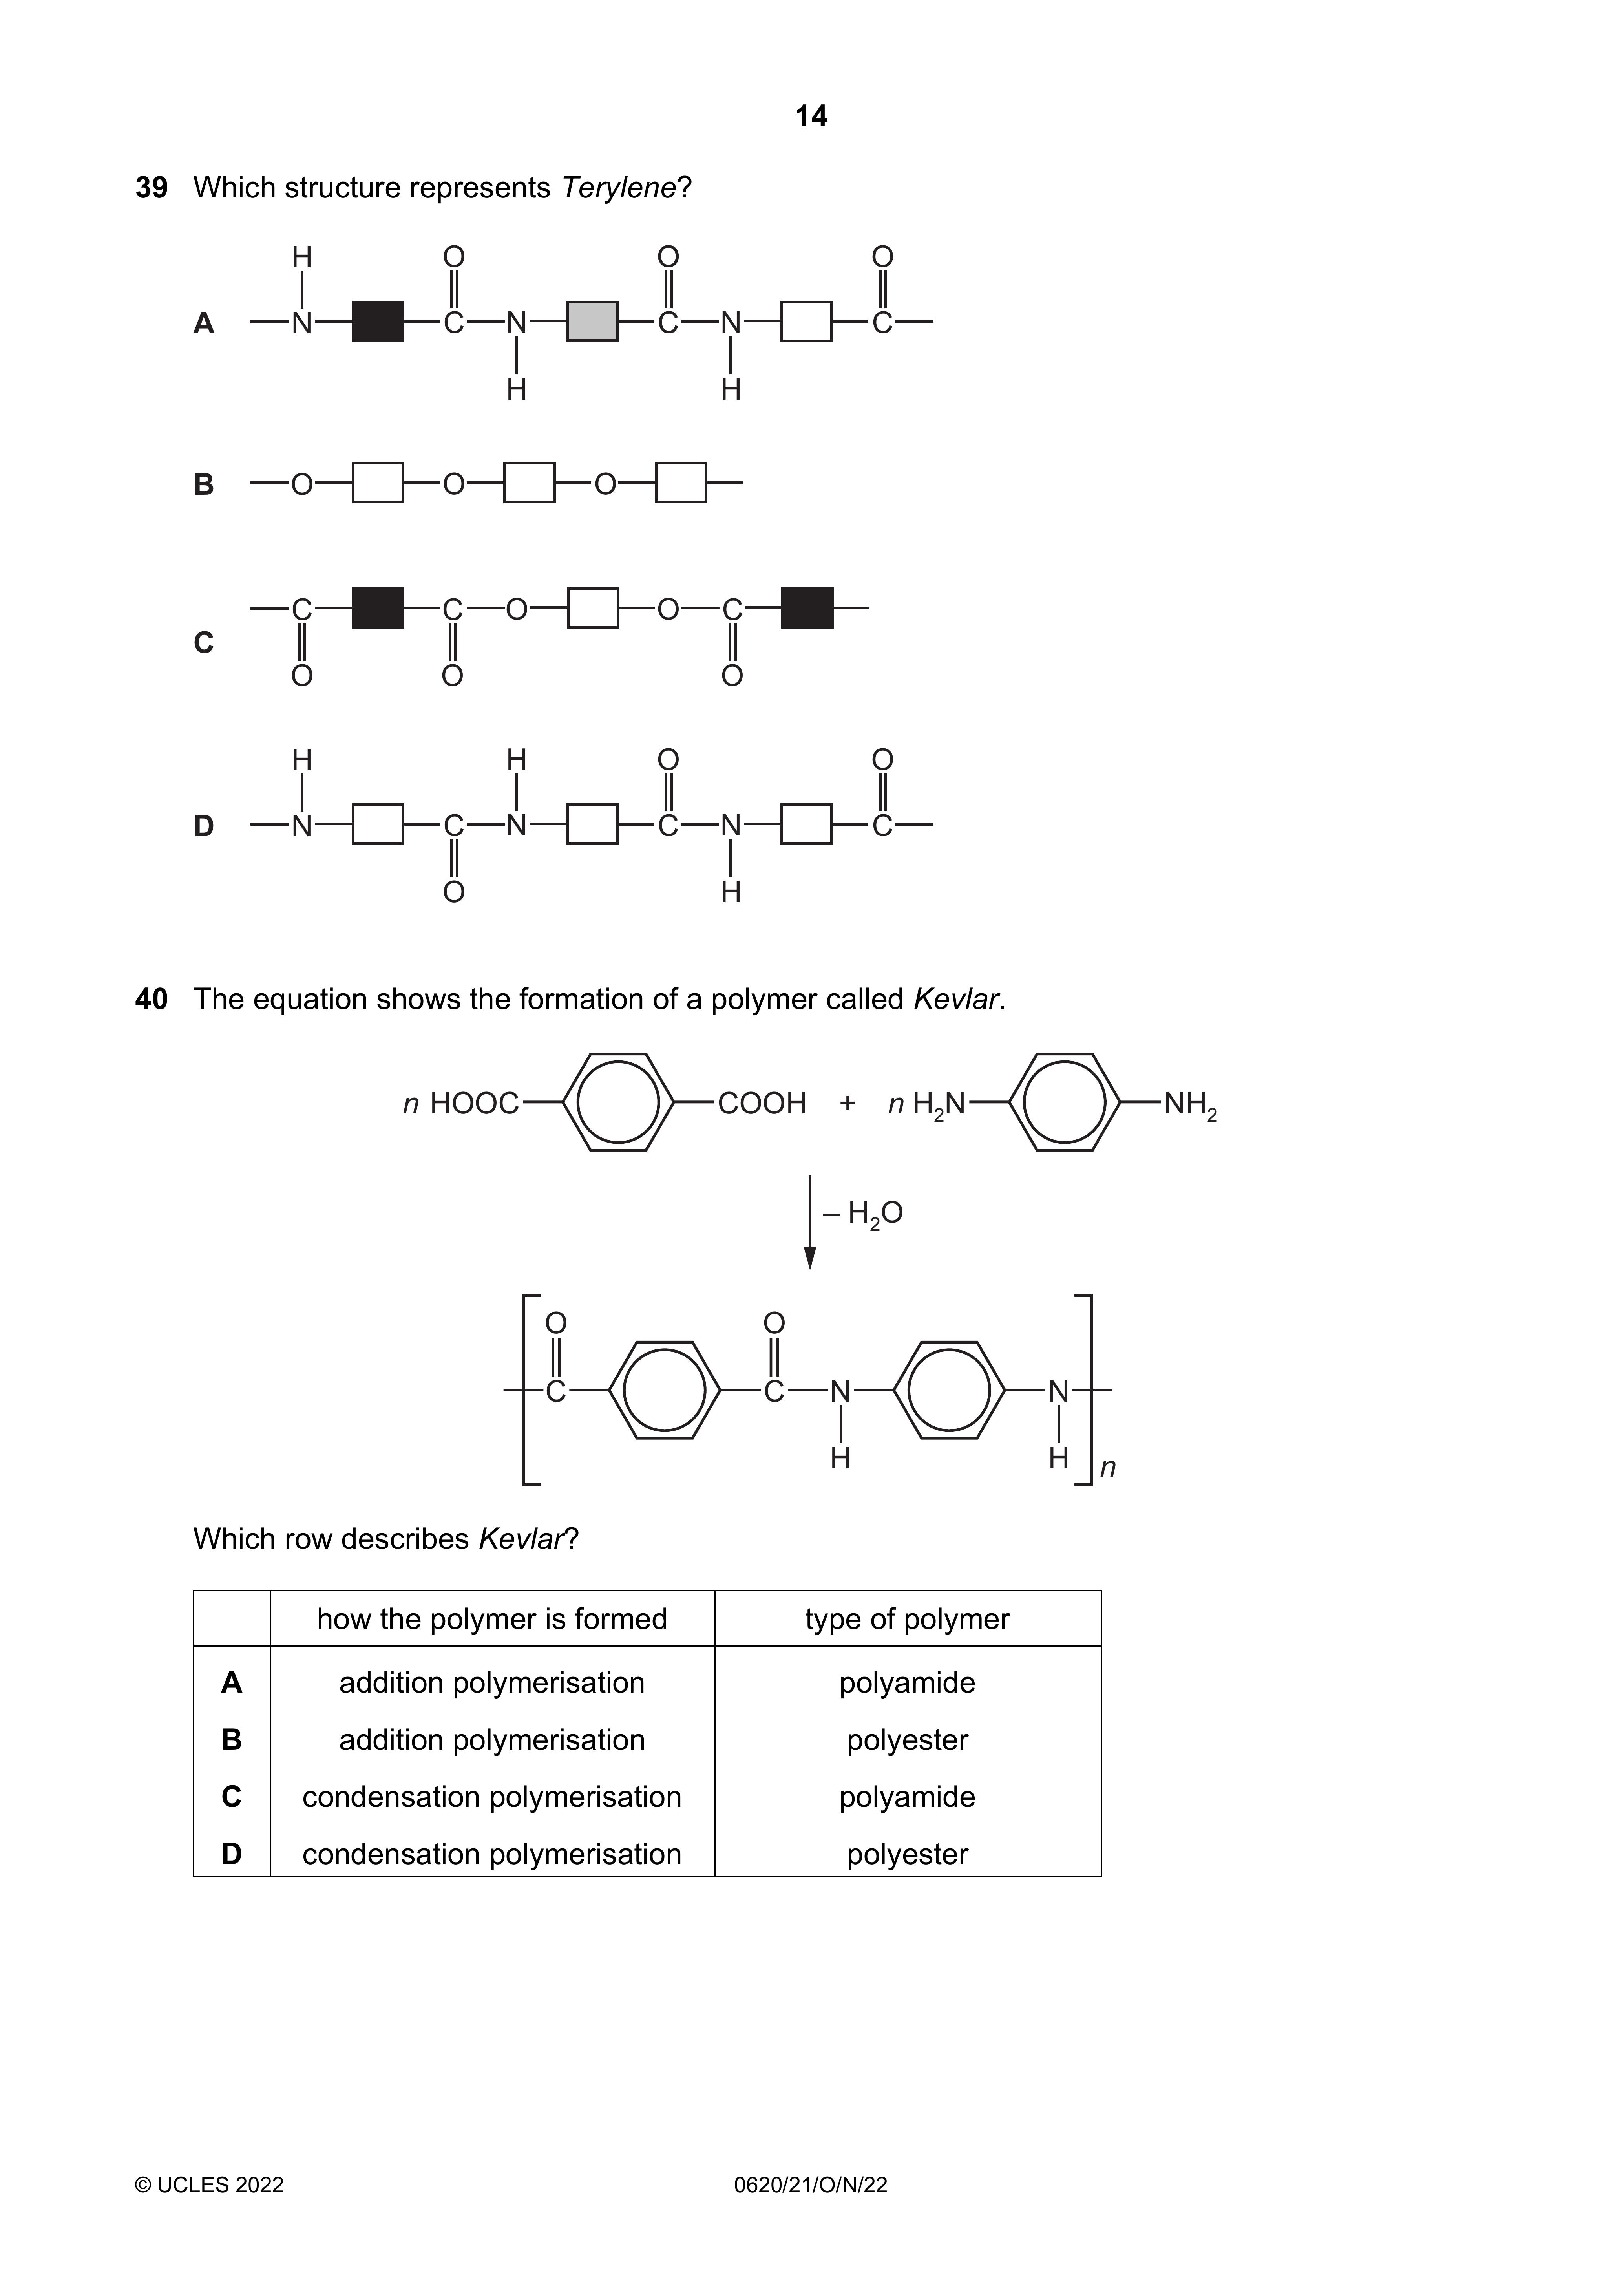 14
39 Which structure represents Terylene?
H O O O
A N C N C N C
H H
B O O O
C C C O O C
O O O
H H O O
D N C N C N C
O H
40 The equation shows the formation of a polymer called Kevlar.
n HOOC COOH + n H₂N NH₂
– H₂O
O O
C C N N
H H n
Which row describes Kevlar?
how the polymer is formed type of polymer
A addition polymerisation polyamide
B addition polymerisation polyester
C condensation polymerisation polyamide
D condensation polymerisation polyester
© UCLES 2022 0620/21/O/N/22